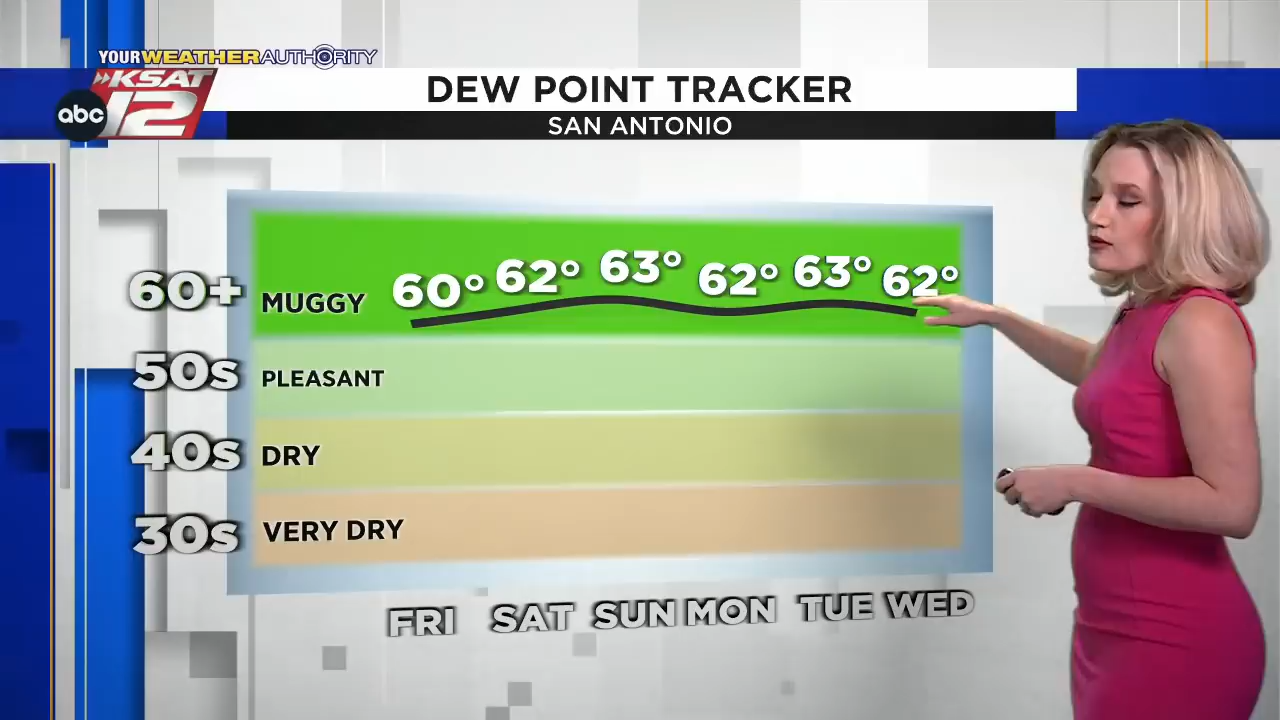 YOUR WEATHER AUTHORITY
KSAT
abc 12
DEW POINT TRACKER
SAN ANTONIO
60+ MUGGY 60° 62° 63° 62° 63° 62°
50s PLEASANT
40s DRY
30s VERY DRY
FRI SAT SUN MON TUE WED